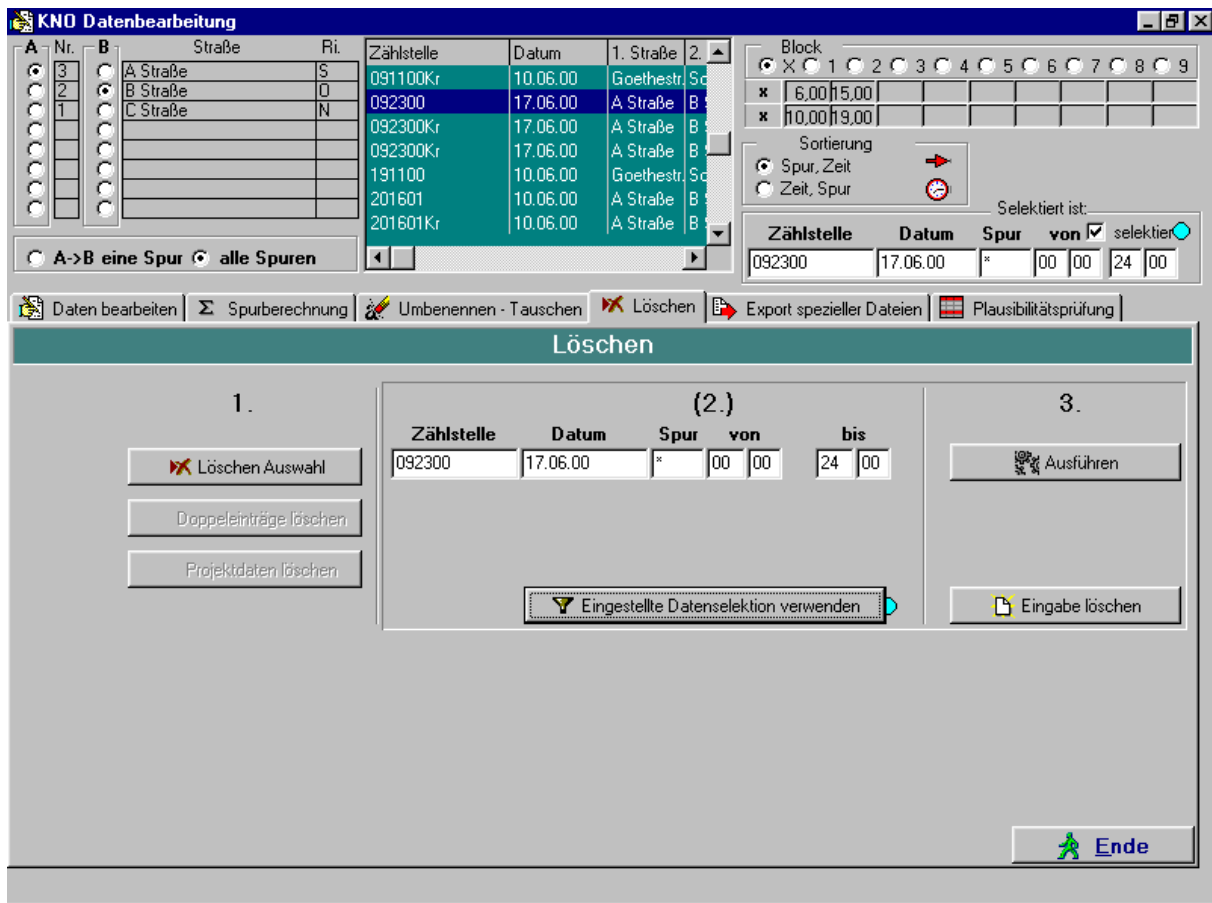 KNO Datenbearbeitung
A Nr. B Straße Ri.
3 A Straße S
2 B Straße O
1 C Straße N
A->B eine Spur alle Spuren
Zählstelle Datum 1. Straße 2.
091100Kr 10.06.00 Goethestr.
092300 17.06.00 A Straße B
092300Kr 17.06.00 A Straße B
092300Kr 17.06.00 A Straße B
191100 10.06.00 Goethestr.
201601 10.06.00 A Straße B
201601Kr 10.06.00 A Straße B
Block
X 1 2 3 4 5 6 7 8 9
x 6,00 15,00
x 10,00 19,00
Sortierung
Spur, Zeit
Zeit, Spur
Selektiert ist:
Zählstelle Datum Spur von selektier
092300 17.06.00 * 00 00 24 00
Daten bearbeiten Σ Spurberechnung Umbenennen - Tauschen Löschen Export spezieller Dateien Plausibilitätsprüfung
Löschen
1. (2.) 3.
Zählstelle Datum Spur von bis
092300 17.06.00 * 00 00 24 00
Löschen Auswahl
Ausführen
Doppeleinträge löschen
Projektdaten löschen
Eingestellte Datenselektion verwenden
Eingabe löschen
Ende